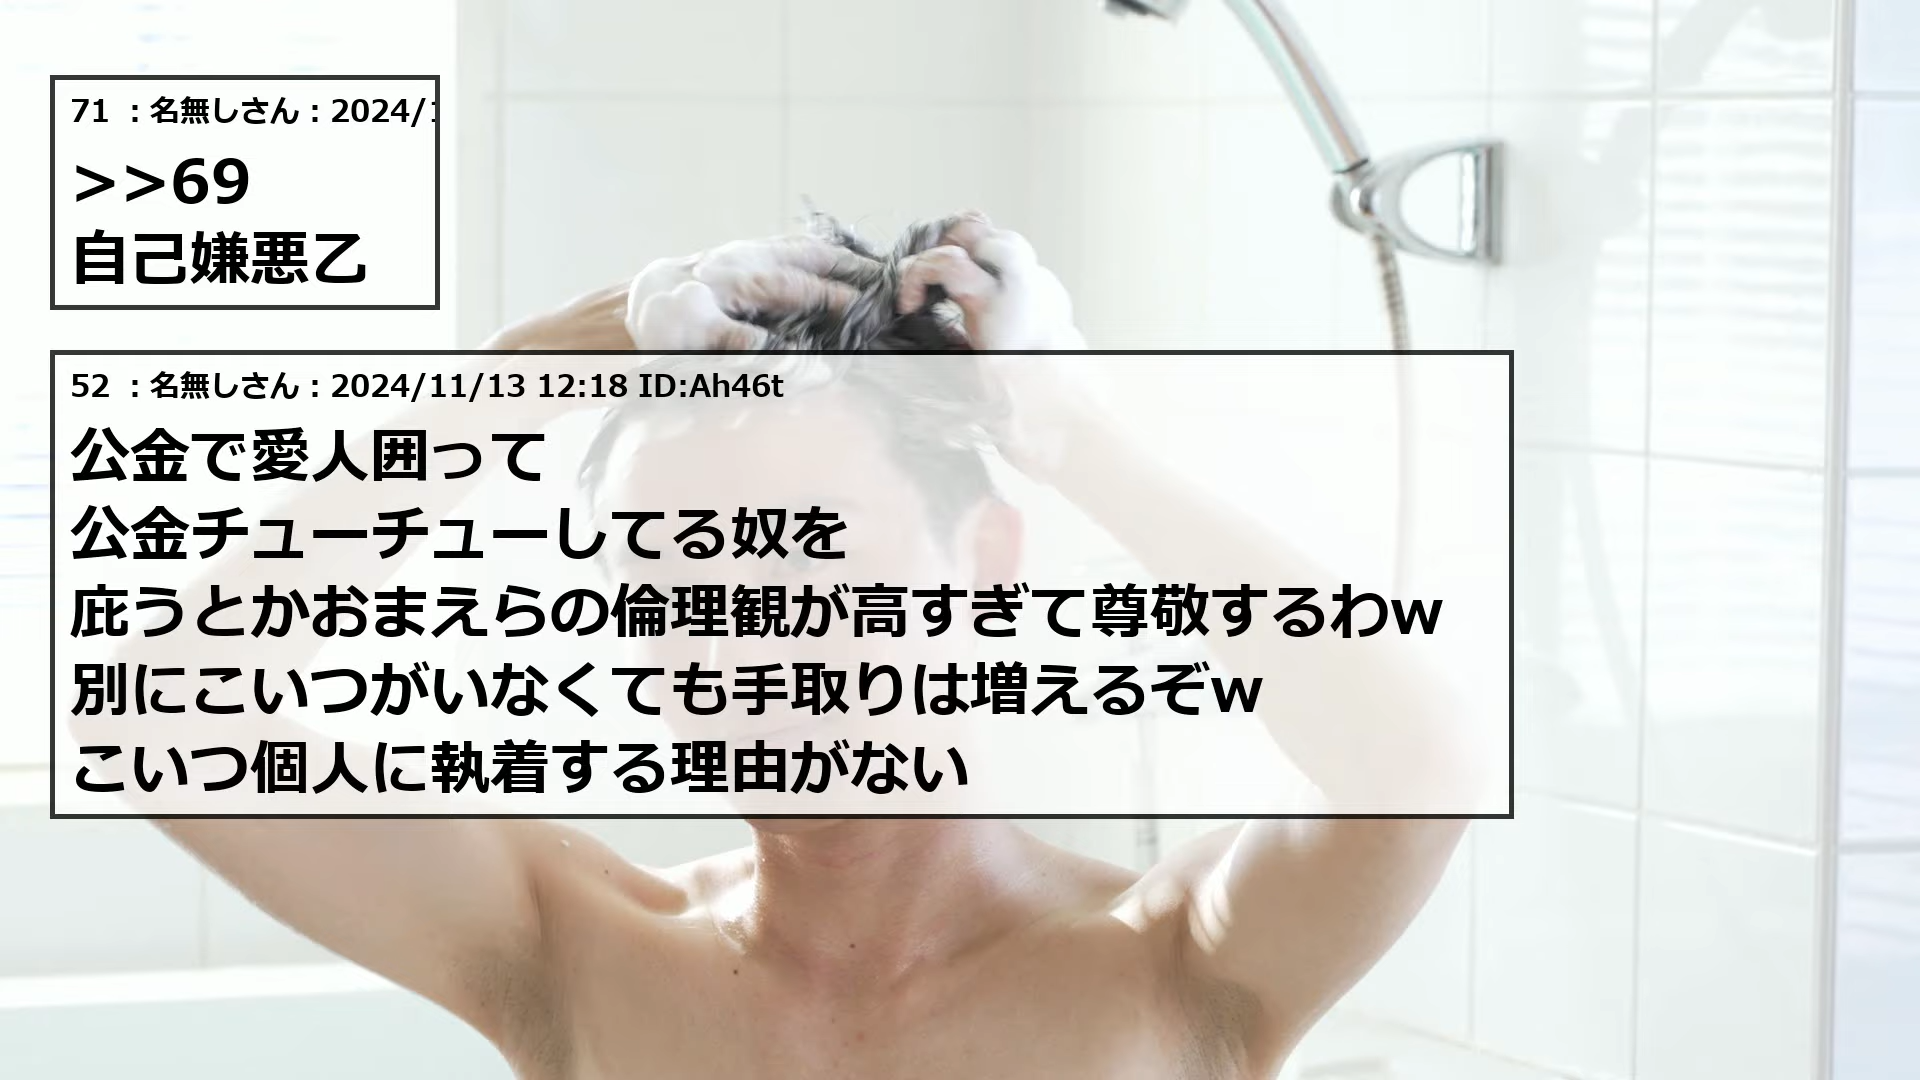 71 ：名無しさん：2024/1
>>69
自己嫌悪乙
52 ：名無しさん：2024/11/13 12:18 ID:Ah46t
公金で愛人囲って
公金チューチューしてる奴を
庇うとかおまえらの倫理観が高すぎて尊敬するわw
別にこいつがいなくても手取りは増えるぞw
こいつ個人に執着する理由がない